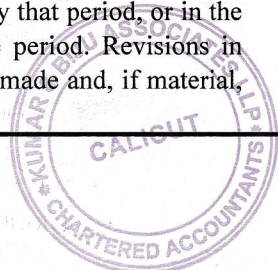 y that period, or in the
period. Revisions in
made and, if material,
KUMAR & BIJU ASSOCIATES LLP
CALICUT
* CHARTERED ACCOUNTANTS *